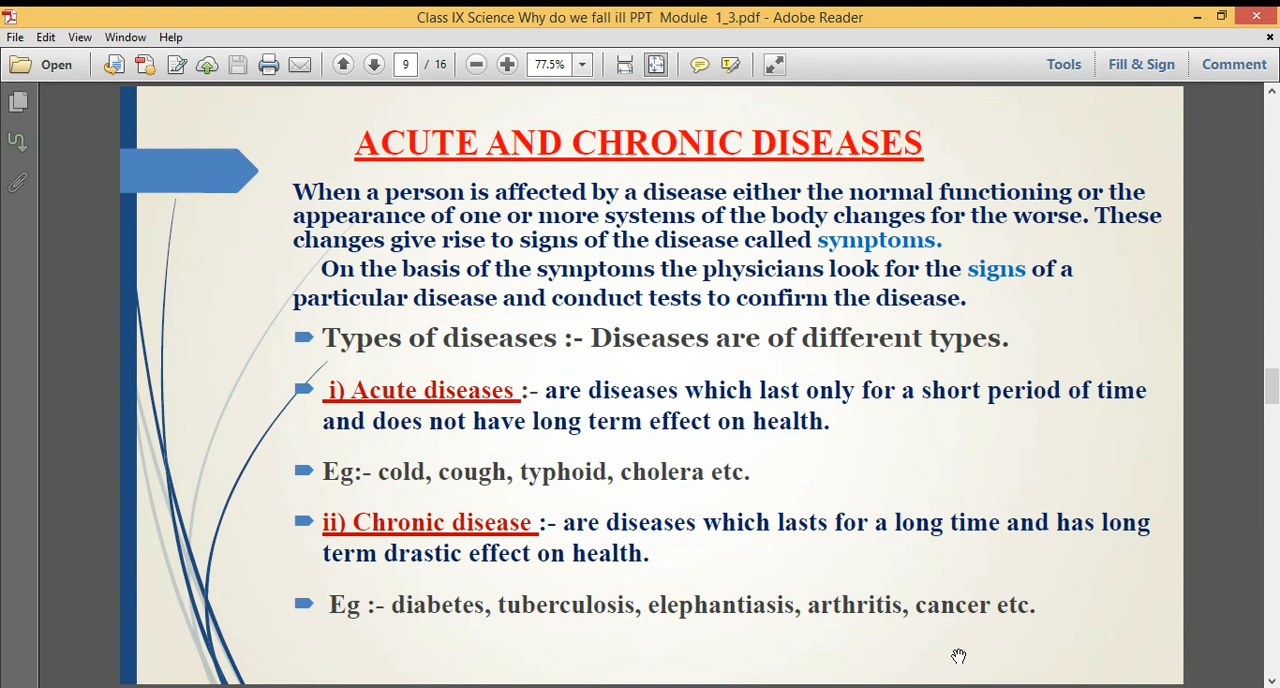 Class IX Science Why do we fall ill PPT Module 1_3.pdf - Adobe Reader
File Edit View Window Help
Open 9 / 16 77.5% Tools Fill & Sign Comment
ACUTE AND CHRONIC DISEASES
When a person is affected by a disease either the normal functioning or the
appearance of one or more systems of the body changes for the worse. These
changes give rise to signs of the disease called symptoms.
On the basis of the symptoms the physicians look for the signs of a
particular disease and conduct tests to confirm the disease.
Types of diseases :- Diseases are of different types.
i) Acute diseases :- are diseases which last only for a short period of time
and does not have long term effect on health.
Eg:- cold, cough, typhoid, cholera etc.
ii) Chronic disease :- are diseases which lasts for a long time and has long
term drastic effect on health.
Eg :- diabetes, tuberculosis, elephantiasis, arthritis, cancer etc.